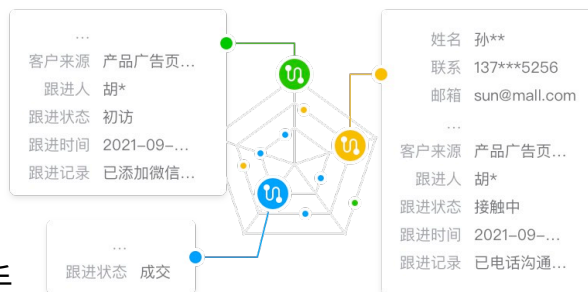 ...
客户来源 产品广告页...
跟进人 胡*
跟进状态 初访
跟进时间 2021-09-...
跟进记录 已添加微信...
姓名 孙**
联系 137***5256
邮箱 sun@mall.com
...
客户来源 产品广告页...
跟进人 胡*
跟进状态 接触中
跟进时间 2021-09-...
跟进记录 已电话沟通...
...
跟进状态 成交